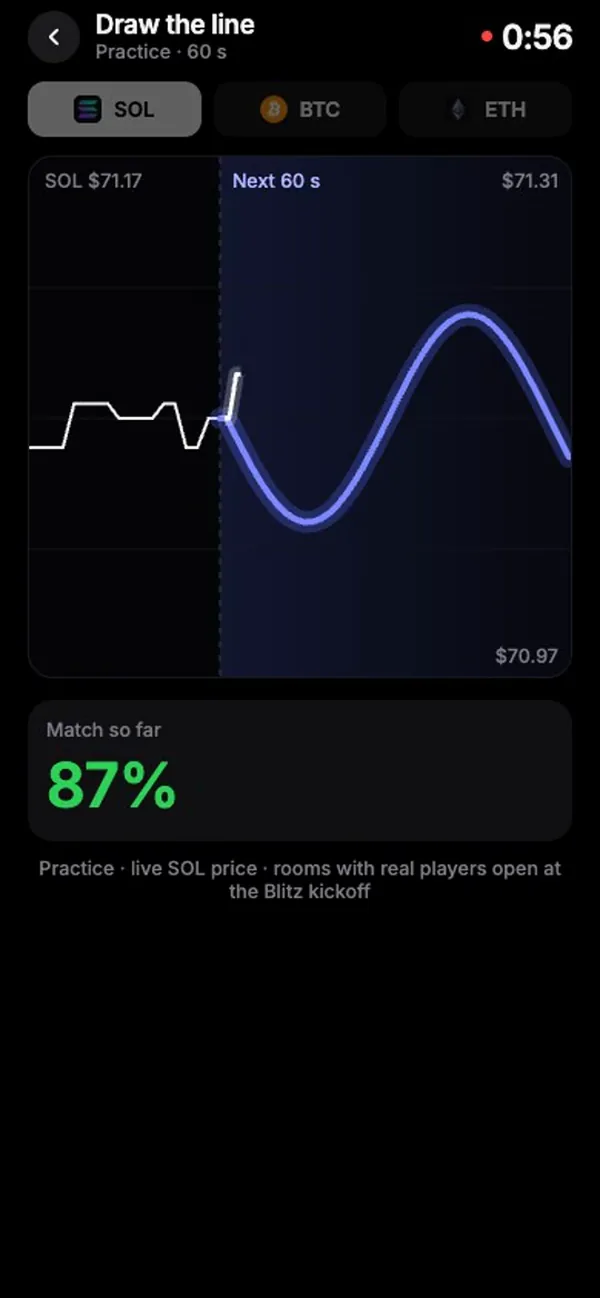 Draw the line
Practice · 60 s
0:56
SOL
BTC
ETH
SOL $71.17
Next 60 s
$71.31
$70.97
Match so far
87%
Practice · live SOL price · rooms with real players open at
the Blitz kickoff